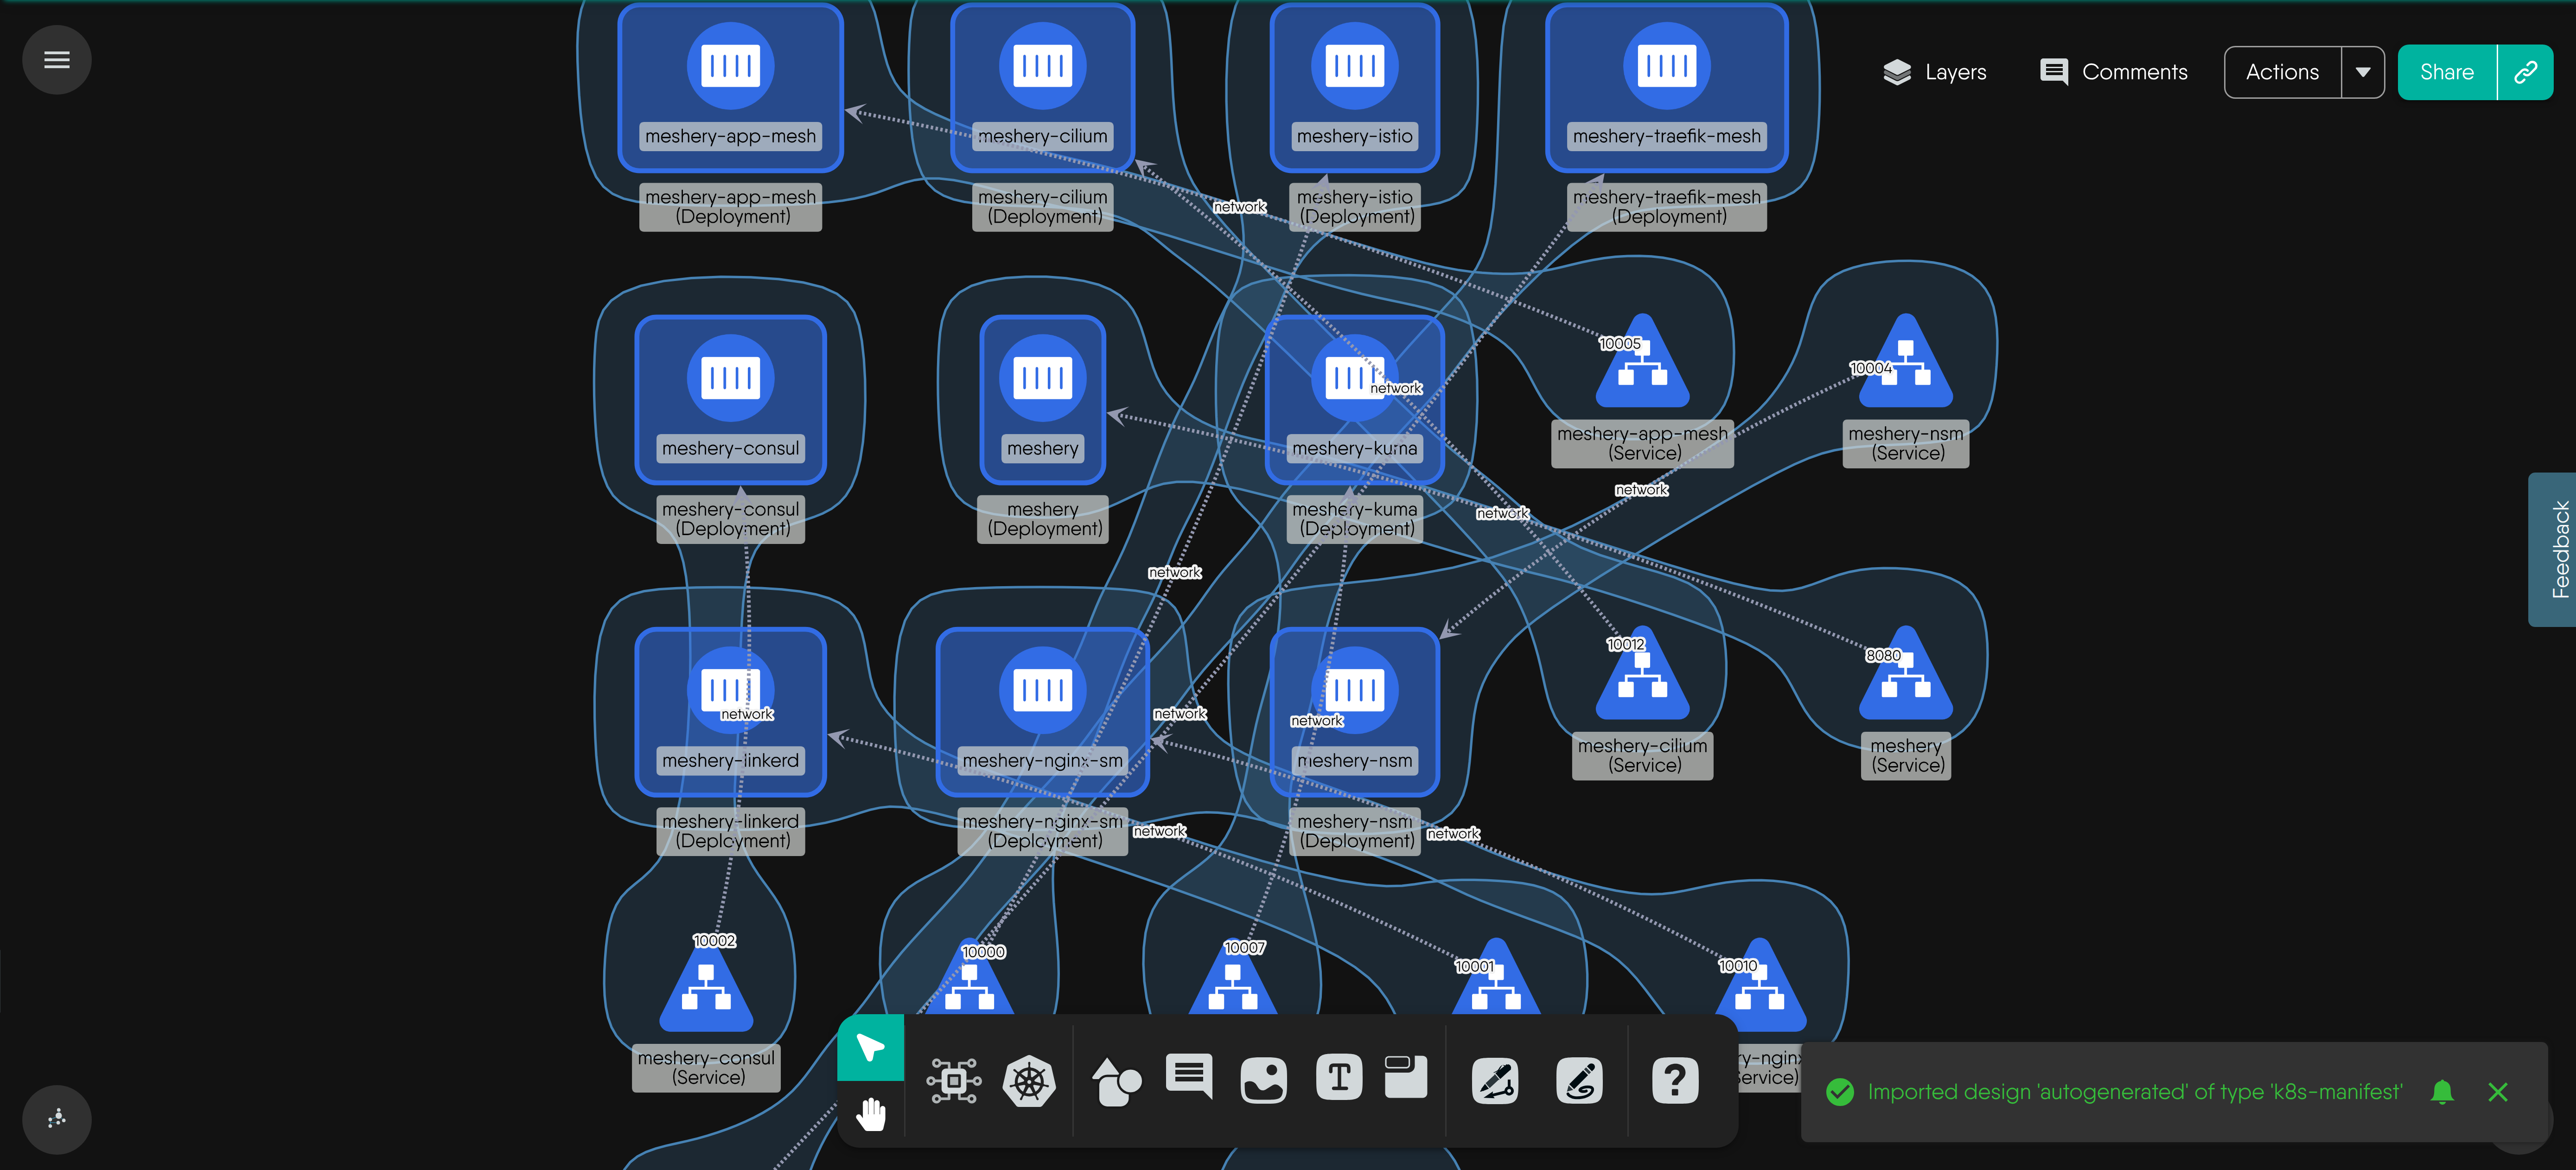 Layers
Comments
Actions
Share
meshery-app-mesh
meshery-cilium
meshery-istio
meshery-traefik-mesh
meshery-app-mesh
(Deployment)
meshery-cilium
(Deployment)
meshery-istio
(Deployment)
meshery-traefik-mesh
(Deployment)
network
10005
10004
network
meshery-consul
meshery
meshery-kuma
meshery-app-mesh
(Service)
meshery-nsm
(Service)
meshery-consul
(Deployment)
meshery
(Deployment)
meshery-kuma
(Deployment)
network
network
Feedback
network
10012
8080
network
network
network
meshery-linkerd
meshery-nginx-sm
meshery-nsm
meshery-cilium
(Service)
meshery
(Service)
meshery-linkerd
(Deployment)
meshery-nginx-sm
(Deployment)
meshery-nsm
(Deployment)
network
network
10002
10000
10007
10001
10010
meshery-consul
(Service)
T
?
Imported design 'autogenerated' of type 'k8s-manifest'